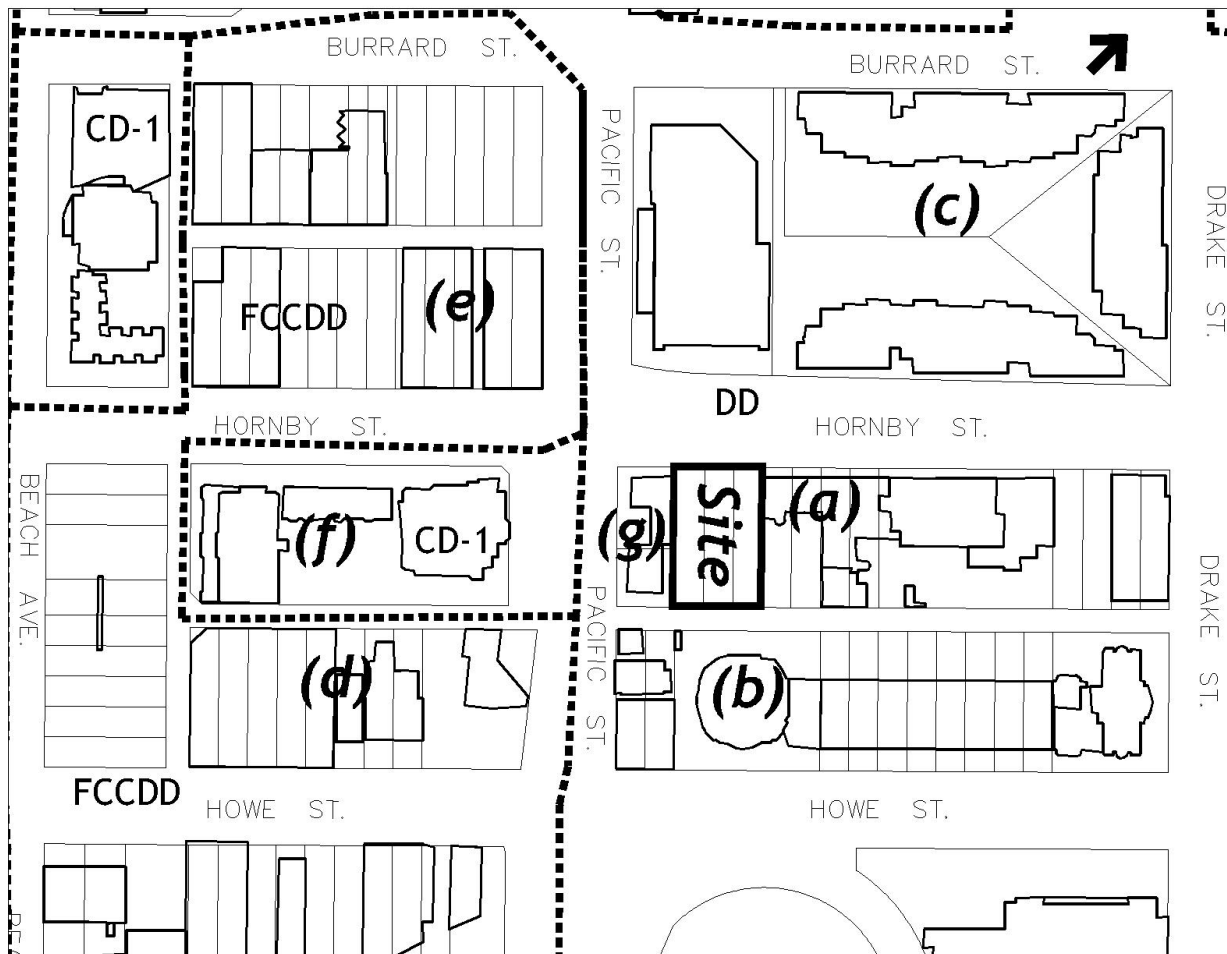 BURRARD ST.
BURRARD ST.
CD-1
PACIFIC ST.
(c)
DRAKE ST.
FCCDD
(e)
DD
HORNBY ST.
HORNBY ST.
BEACH AVE.
(f)
CD-1
(g)
Site
(a)
DRAKE ST.
PACIFIC ST.
(d)
(b)
FCCDD
HOWE ST.
HOWE ST.